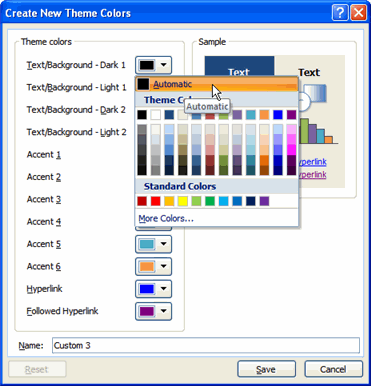 Create New Theme Colors
Theme colors
Sample
Text/Background - Dark 1
Text/Background - Light 1
Text/Background - Dark 2
Text/Background - Light 2
Accent 1
Accent 2
Accent 3
Accent 4
Accent 5
Accent 6
Hyperlink
Followed Hyperlink
Text
Text
Automatic
Theme Co
Automatic
Standard Colors
More Colors...
yperlink
yperlink
Name:
Custom 3
Reset
Save
Cancel